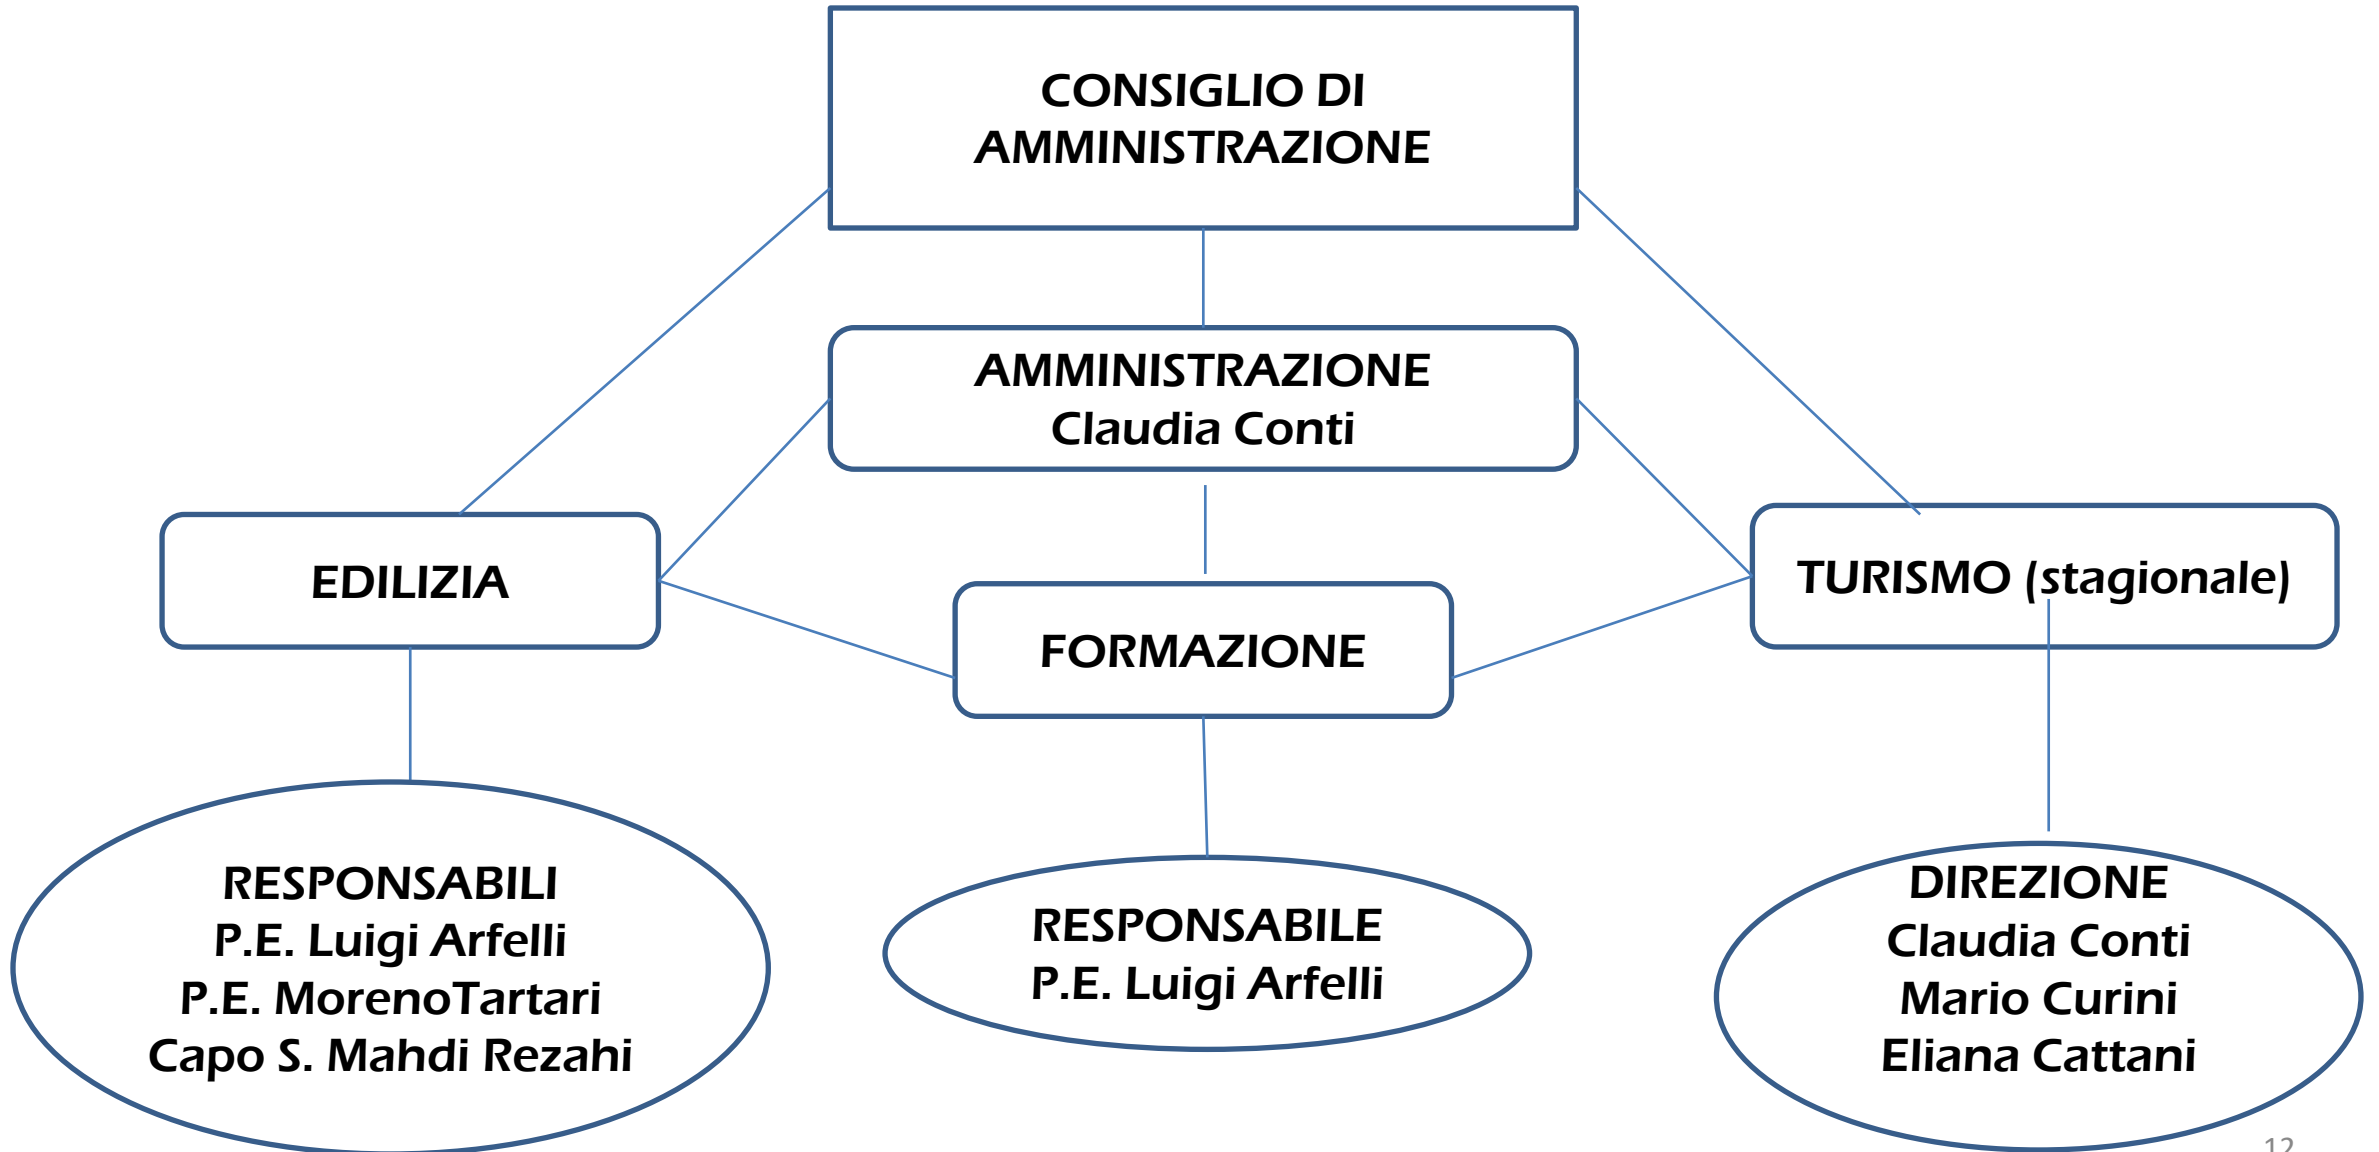 CONSIGLIO DI
AMMINISTRAZIONE
AMMINISTRAZIONE
Claudia Conti
EDILIZIA
FORMAZIONE
TURISMO (stagionale)
RESPONSABILI
P.E. Luigi Arfelli
P.E. MorenoTartari
Capo S. Mahdi Rezahi
RESPONSABILE
P.E. Luigi Arfelli
DIREZIONE
Claudia Conti
Mario Curini
Eliana Cattani
12